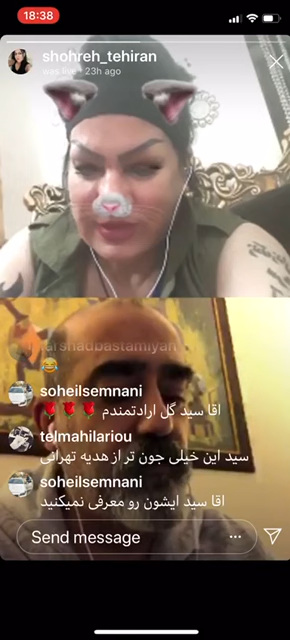 18:38
shohreh_tehiran
was live • 23h ago
arshadbastamiyan
😂
soheilsemnani
🌹🌹🌹 اقا سید گل ارادتمندم
telmahilariou
سید این خیلی جون تر از هدیه تهرانی
soheilsemnani
اقا سید ایشون رو معرفی نمیکنید
Send message